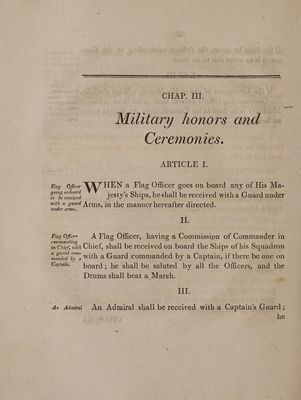 CHAP. III.
Military honors and
Ceremonies.
ARTICLE I.
Flag Officer
going on board
to be received
with a guard
under arms.
WHEN a Flag Officer goes on board any of His Ma-
jesty's Ships, he shall be received with a Guard under
Arms, in the manner hereafter directed.
II.
Flag Officer
commanding
in Chief, with
a guard com-
manded by a
Captain.
A Flag Officer, having a Commission of Commander in
Chief, shall be received on board the Ships of his Squadron
with a Guard commanded by a Captain, if there be one on
board; he shall be saluted by all the Officers, and the
Drums shall beat a March.
III.
An Admiral
An Admiral shall be received with a Captain's Guard;
he